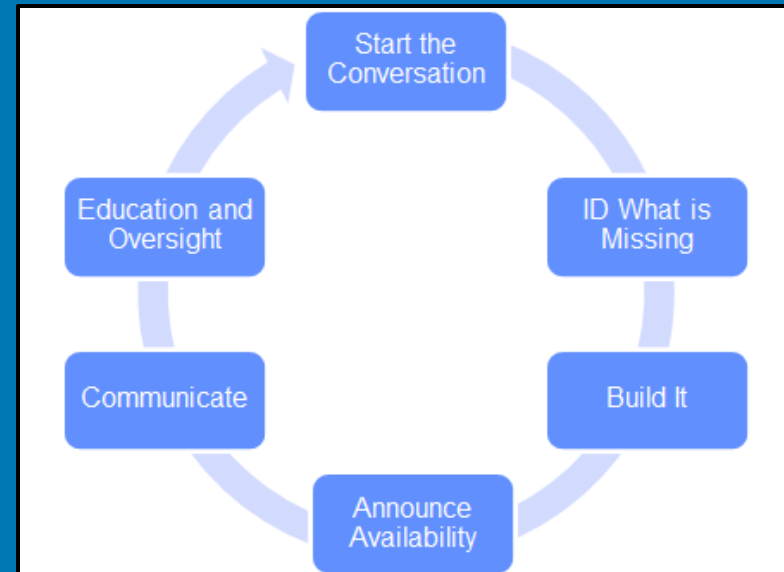 Start the
Conversation
ID What is
Missing
Build It
Announce
Availability
Communicate
Education and
Oversight